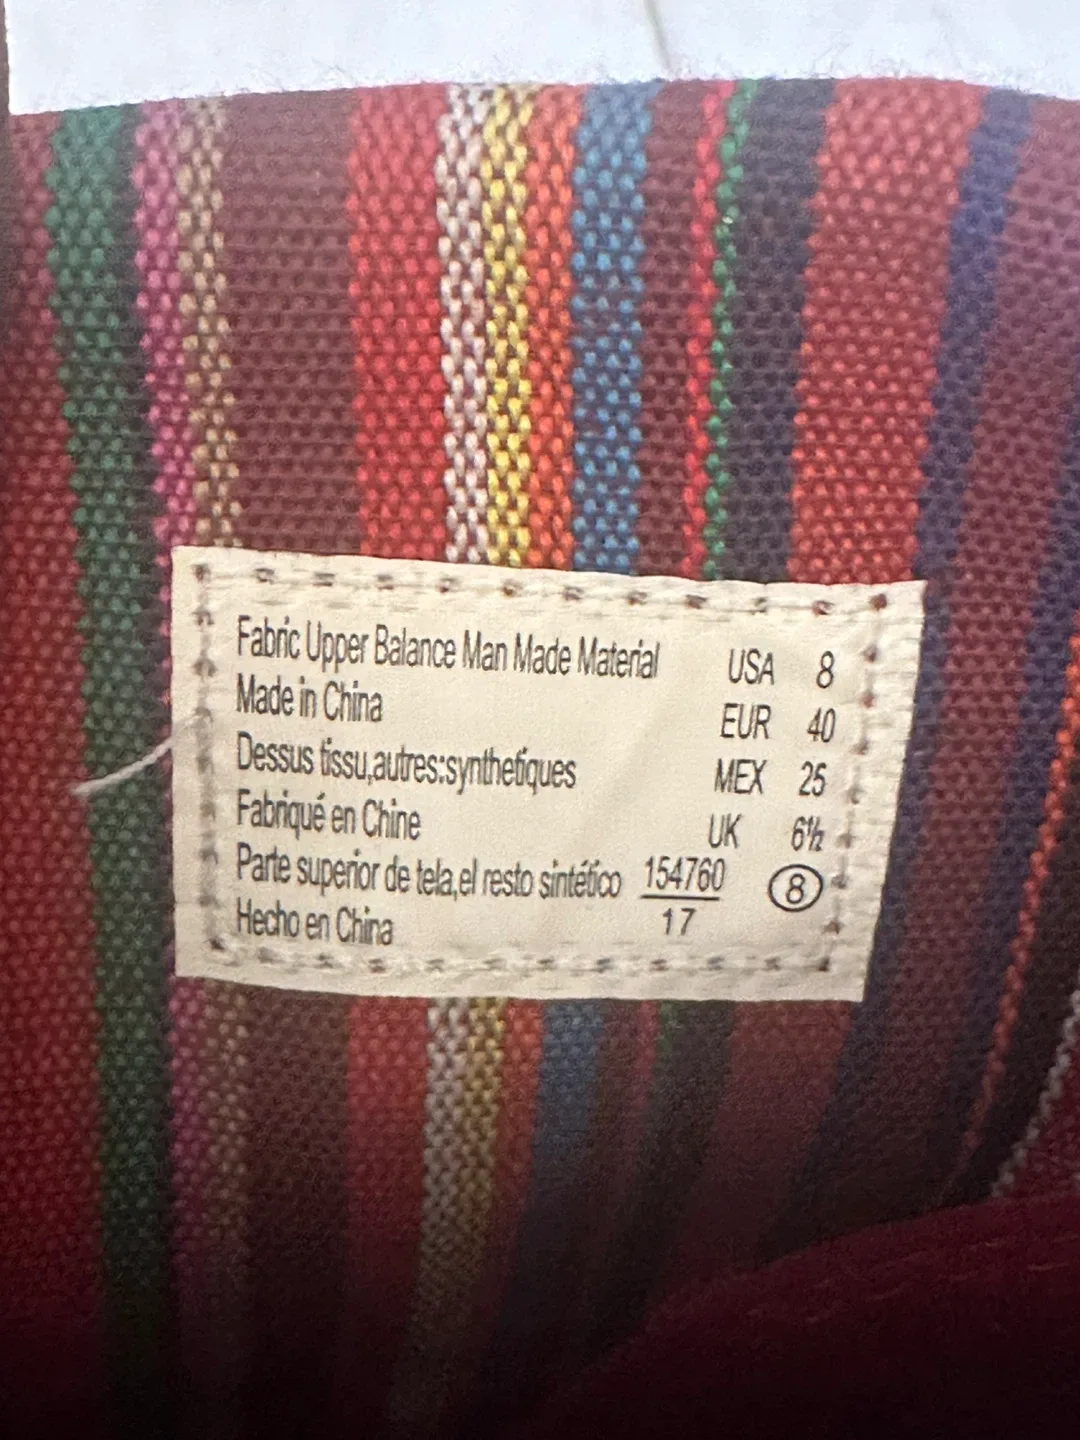 Fabric Upper Balance Man Made Material USA 8
Made in China EUR 40
Dessus tissu,autres:synthetiques MEX 25
Fabriqué en Chine UK 6½
Parte superior de tela,el resto sintético 154760 8
Hecho en China 17